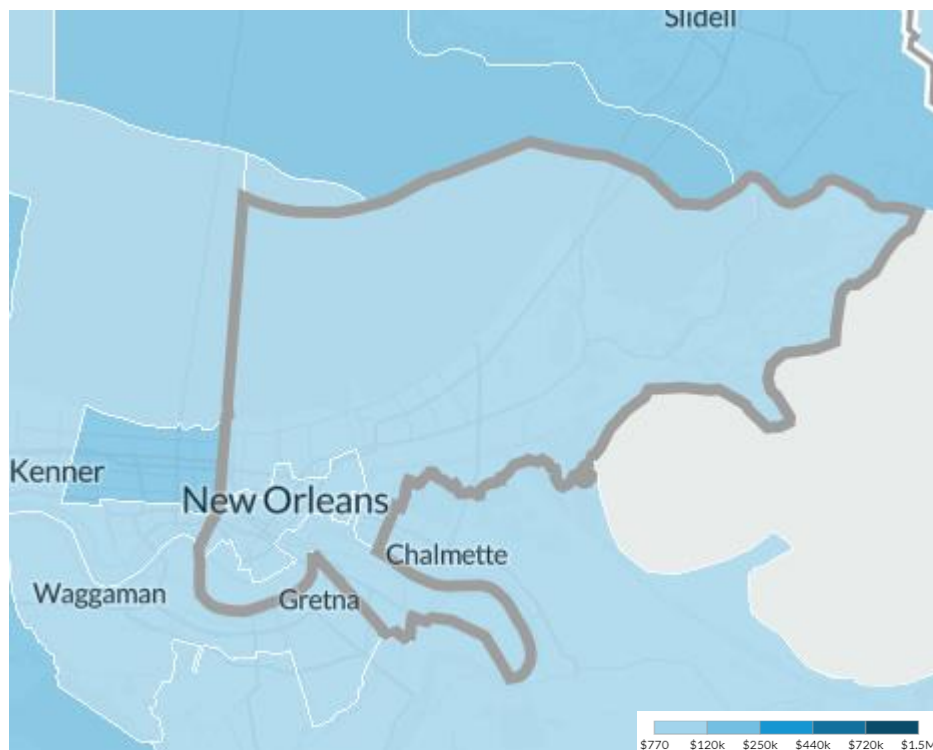 Slidell
Kenner
New Orleans
Chalmette
Waggaman
Gretna
$770 $120k $250k $440k $720k $1.5M